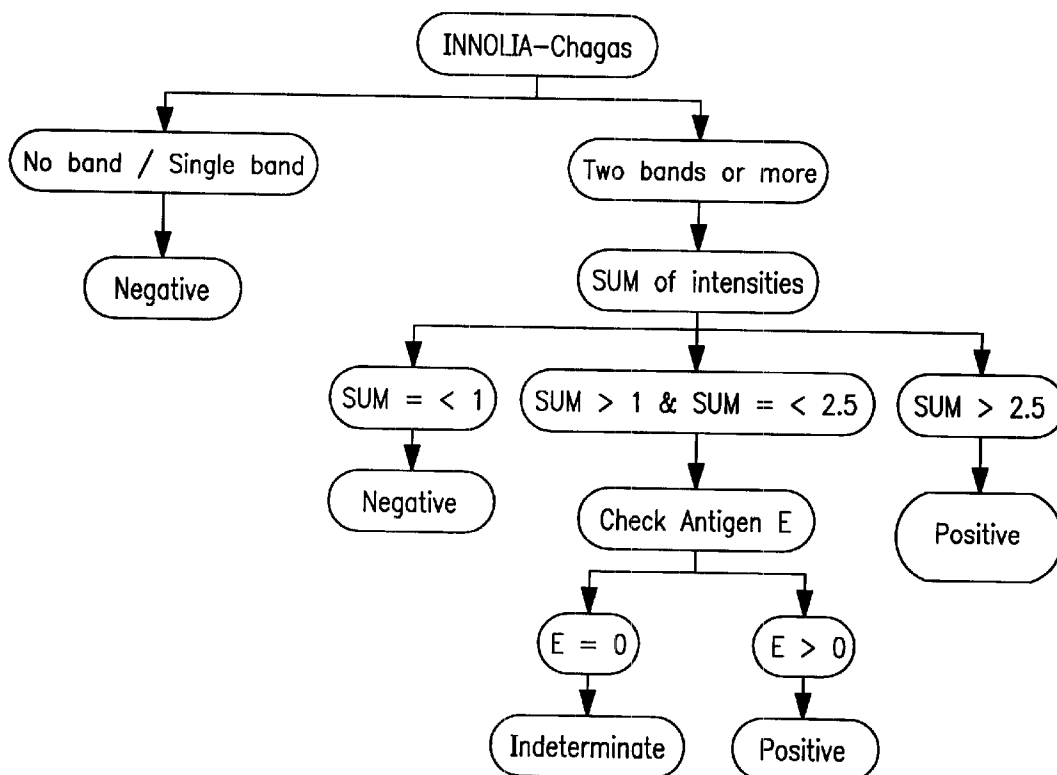 INNOLIA-Chagas
No band / Single band
Two bands or more
Negative
SUM of intensities
SUM = < 1
SUM > 1 & SUM = < 2.5
SUM > 2.5
Negative
Check Antigen E
Positive
E = 0
E > 0
Indeterminate
Positive